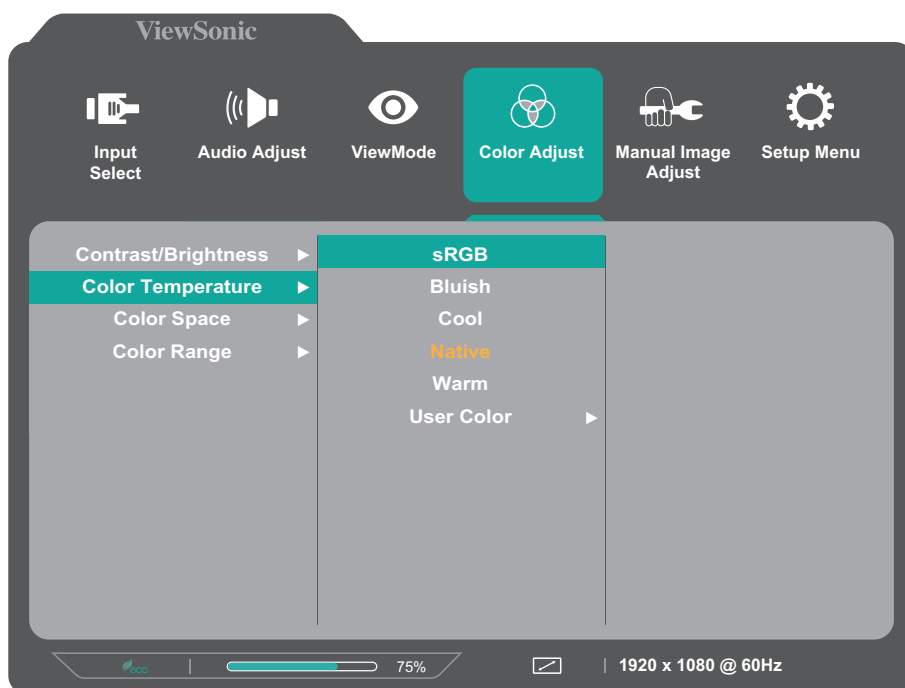 ViewSonic
Input Select
Audio Adjust
ViewMode
Color Adjust
Manual Image Adjust
Setup Menu
Contrast/Brightness
Color Temperature
Color Space
Color Range
sRGB
Bluish
Cool
Native
Warm
User Color
eco
75%
1920 x 1080 @ 60Hz